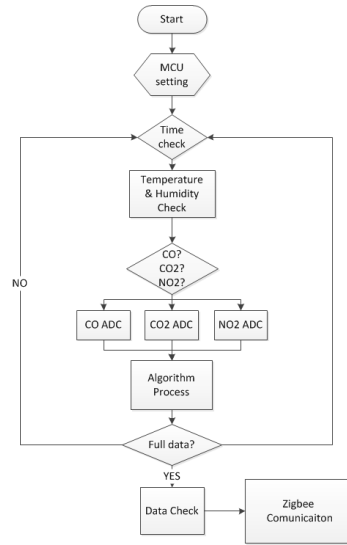 Start
MCU
setting
Time
check
Temperature
& Humidity
Check
CO?
CO2?
NO2?
NO
CO ADC
CO2 ADC
NO2 ADC
Algorithm
Process
Full data?
YES
Data Check
Zigbee
Comunicaiton